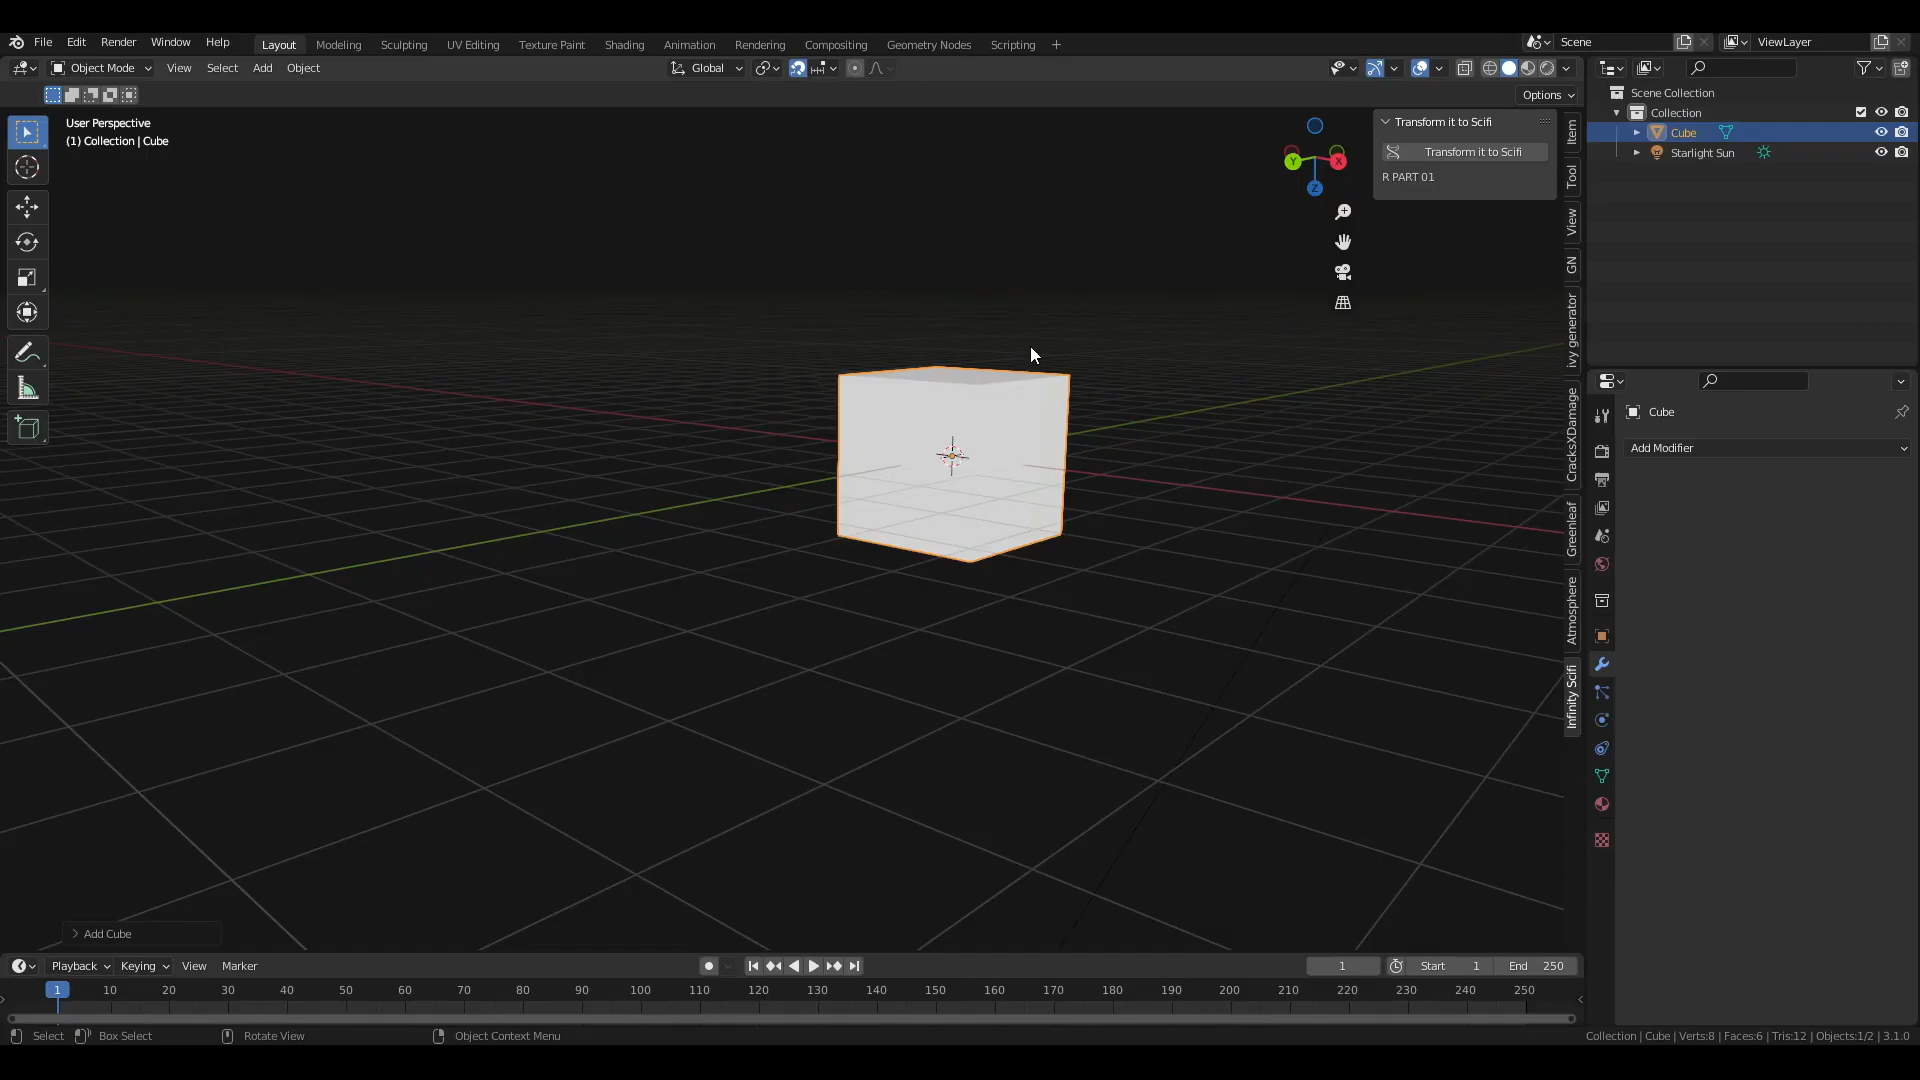 File Edit Render Window Help Layout Modeling Sculpting UV Editing Texture Paint Shading Animation Rendering Compositing Geometry Nodes Scripting + Scene ViewLayer
Object Mode View Select Add Object Global
Options
User Perspective
(1) Collection | Cube
Transform it to Scifi
Transform it to Scifi
R PART 01
Y X
Z
Item
Tool
View
GN
ivy generator
CracksXDamage
Greenleaf
Atmosphere
Infinity Scifi
Scene Collection
Collection
Cube
Starlight Sun
Cube
Add Modifier
Add Cube
Playback Keying View Marker 1 Start 1 End 250
1 10 20 30 40 50 60 70 80 90 100 110 120 130 140 150 160 170 180 190 200 210 220 230 240 250
Select Box Select Rotate View Object Context Menu Collection | Cube | Verts:8 | Faces:6 | Tris:12 | Objects:1/2 | 3.1.0